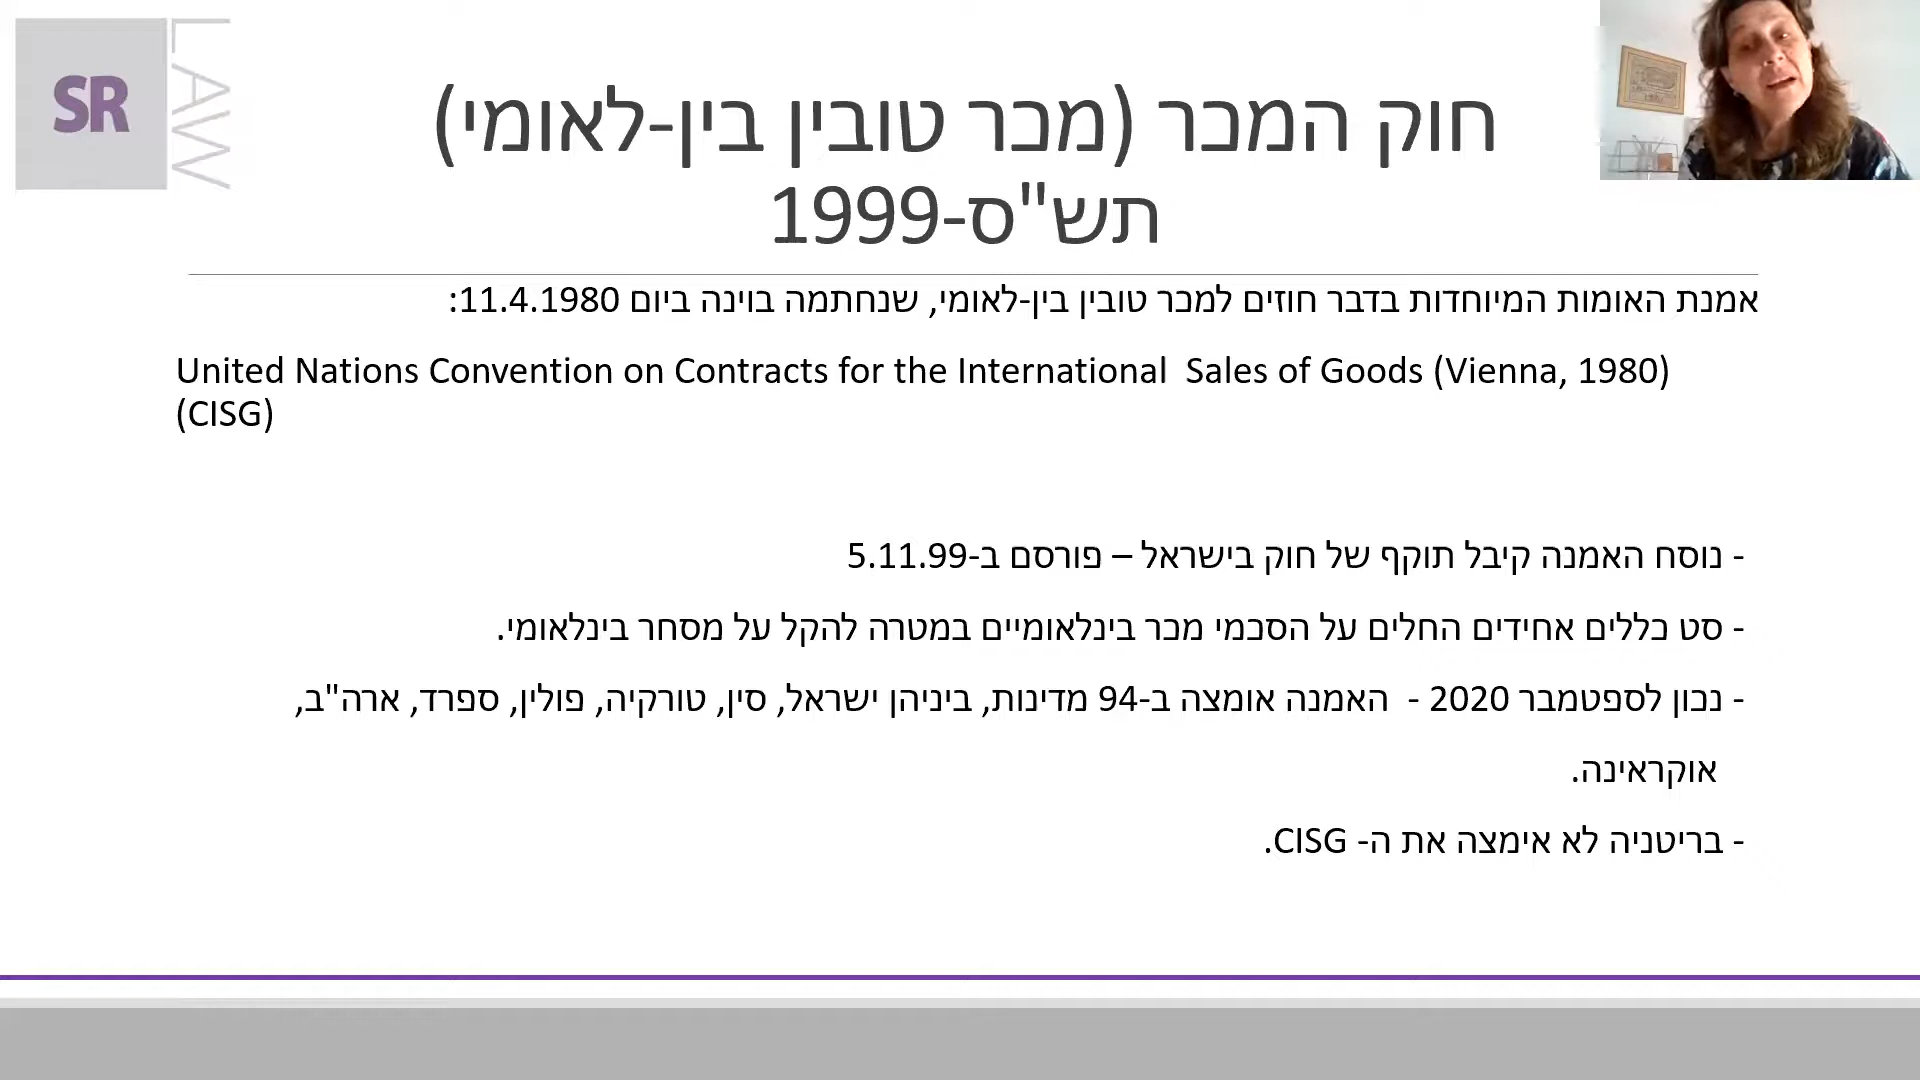 SR
LAW
חוק המכר (מכר טובין בין-לאומי)
תש"ס-1999
אמנת האומות המיוחדות בדבר חוזים למכר טובין בין-לאומי, שנחתמה בוינה ביום 11.4.1980:
United Nations Convention on Contracts for the International  Sales of Goods (Vienna, 1980)
(CISG)
- נוסח האמנה קיבל תוקף של חוק בישראל – פורסם ב-5.11.99
- סט כללים אחידים החלים על הסכמי מכר בינלאומיים במטרה להקל על מסחר בינלאומי.
- נכון לספטמבר 2020 -  האמנה אומצה ב-94 מדינות, ביניהן ישראל, סין, טורקיה, פולין, ספרד, ארה"ב,
אוקראינה.
- בריטניה לא אימצה את ה- CISG.